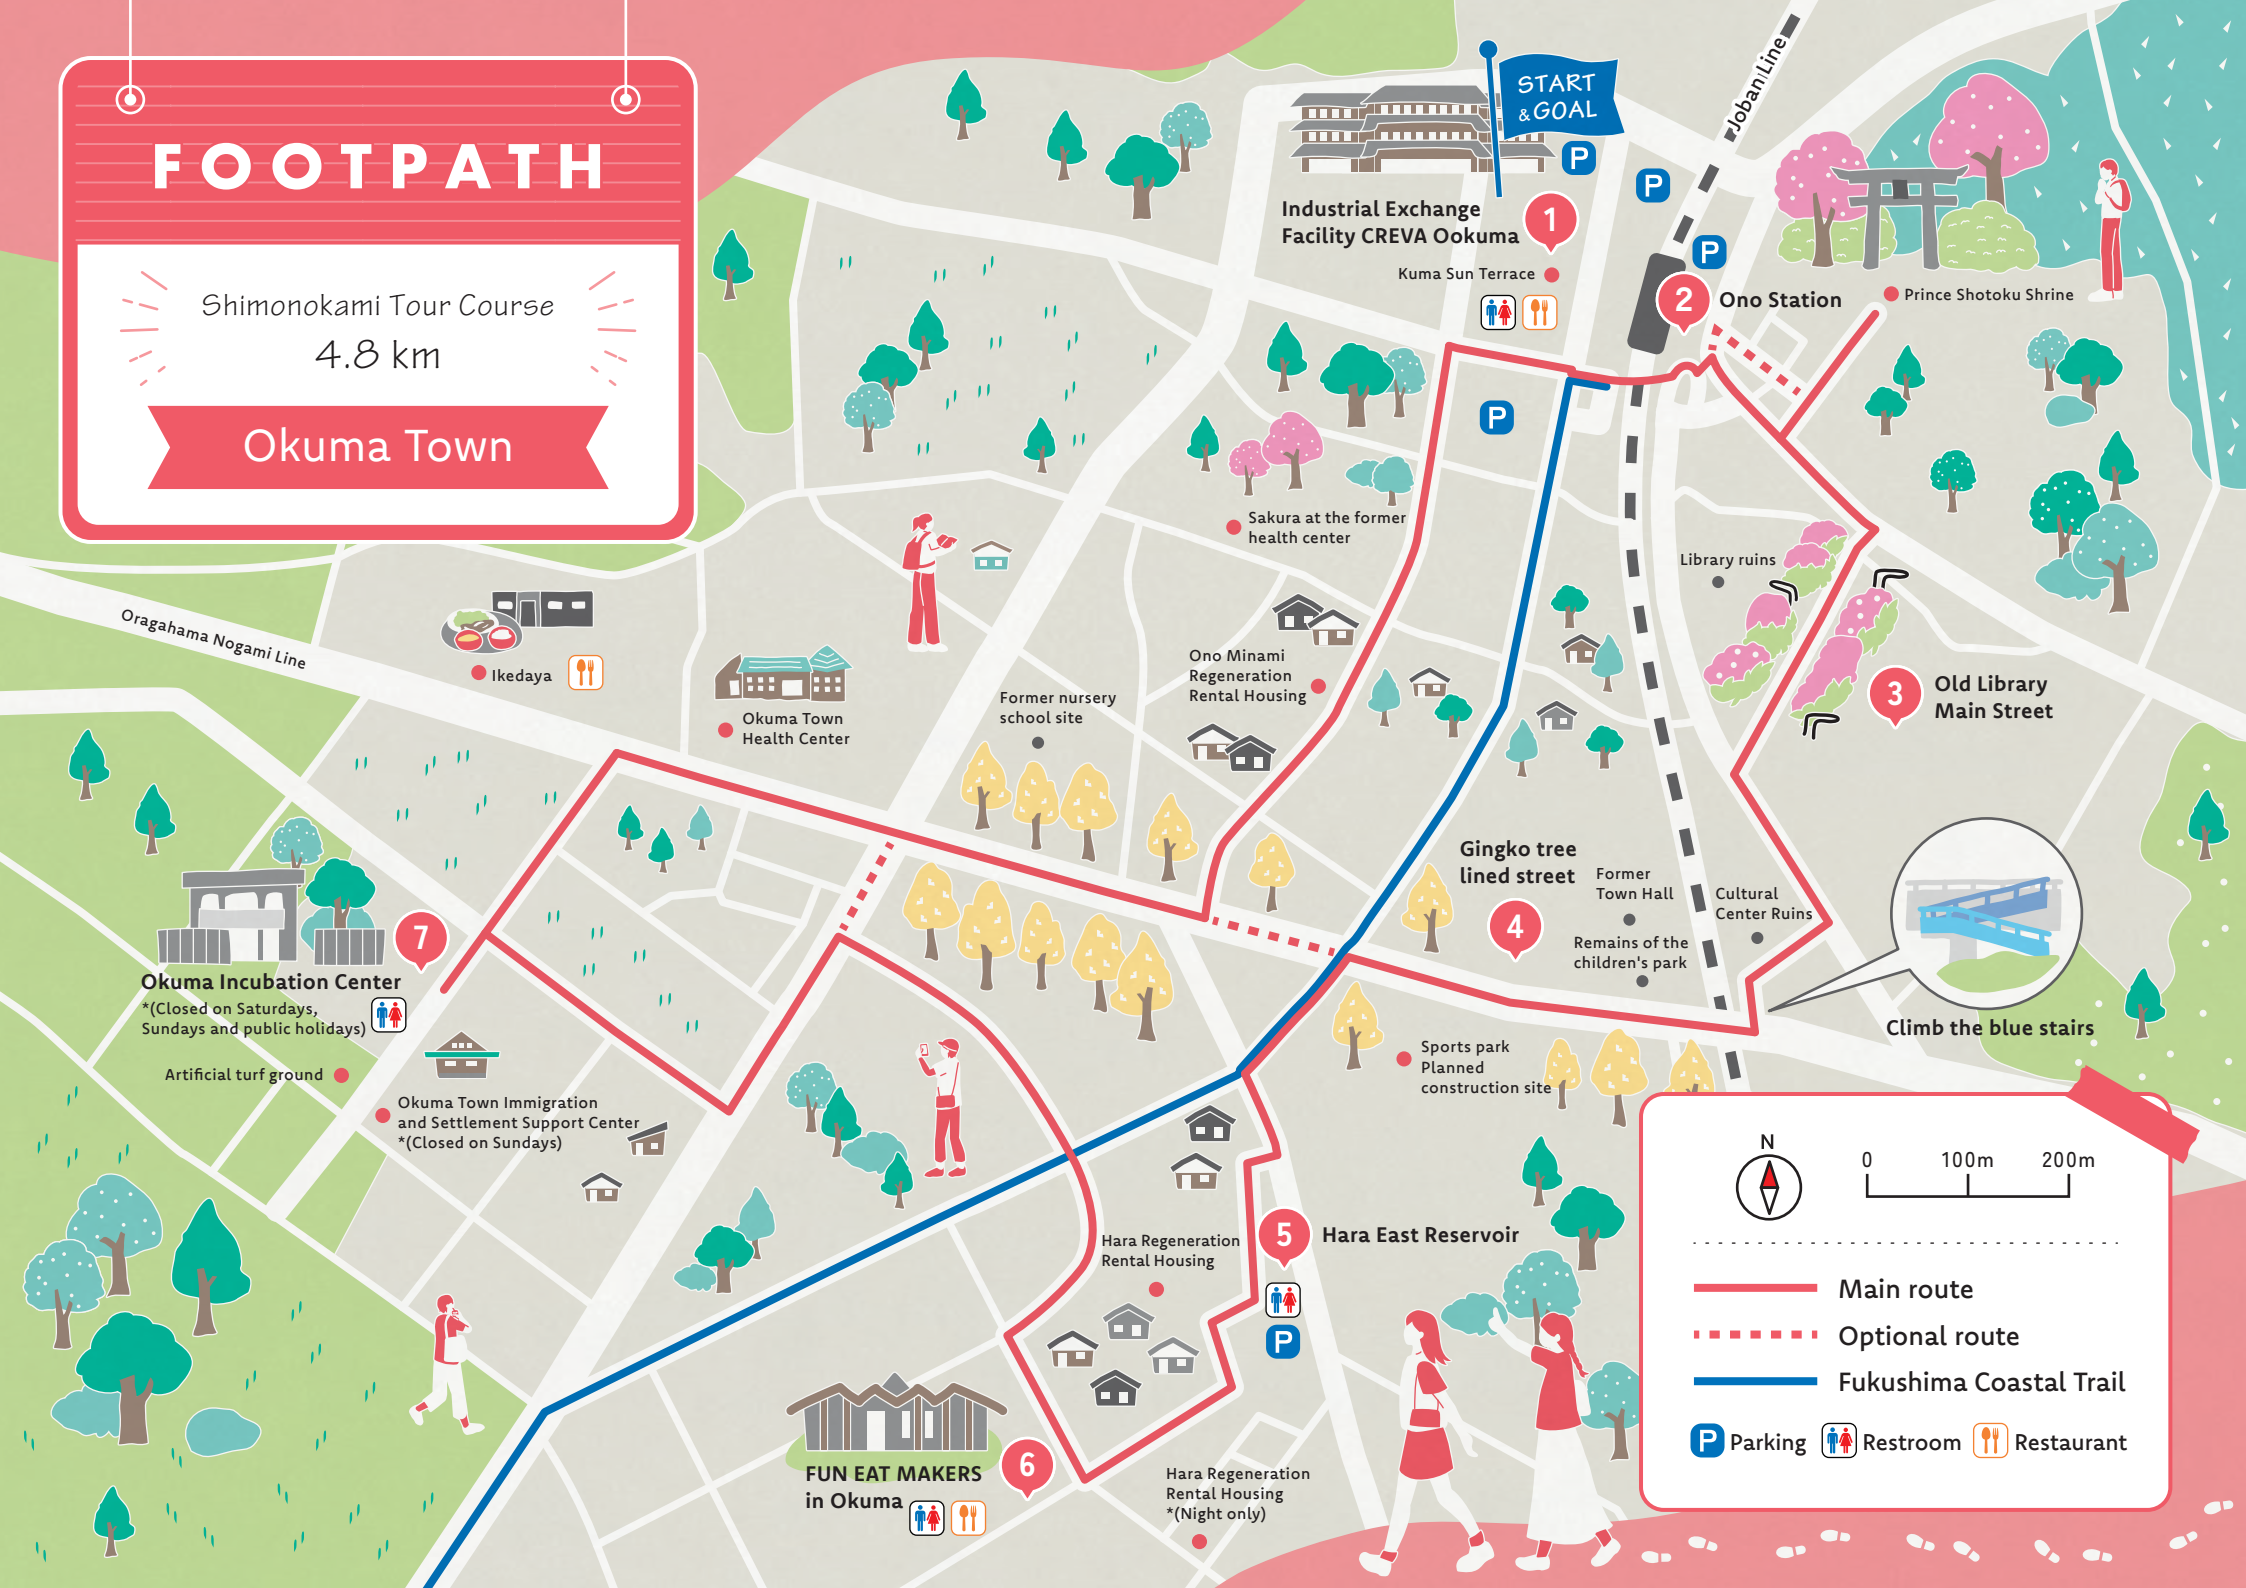 FOOTPATH
Shimonokami Tour Course
4.8 km
Okuma Town
START
& GOAL
P
P
P
Joban Line
Industrial Exchange
Facility CREVA Ookuma
1
Kuma Sun Terrace
2
Ono Station
Prince Shotoku Shrine
P
Sakura at the former
health center
Library ruins
Oragahama Nogami Line
Ikedaya
Okuma Town
Health Center
Former nursery
school site
Ono Minami
Regeneration
Rental Housing
3
Old Library
Main Street
Gingko tree
lined street
4
Former
Town Hall
Cultural
Center Ruins
Remains of the
children's park
Climb the blue stairs
7
Okuma Incubation Center
*(Closed on Saturdays,
Sundays and public holidays)
Artificial turf ground
Okuma Town Immigration
and Settlement Support Center
*(Closed on Sundays)
Sports park
Planned
construction site
5
Hara East Reservoir
P
Hara Regeneration
Rental Housing
FUN EAT MAKERS
in Okuma
6
Hara Regeneration
Rental Housing
*(Night only)
N
0 100m 200m
Main route
Optional route
Fukushima Coastal Trail
P Parking Restroom Restaurant